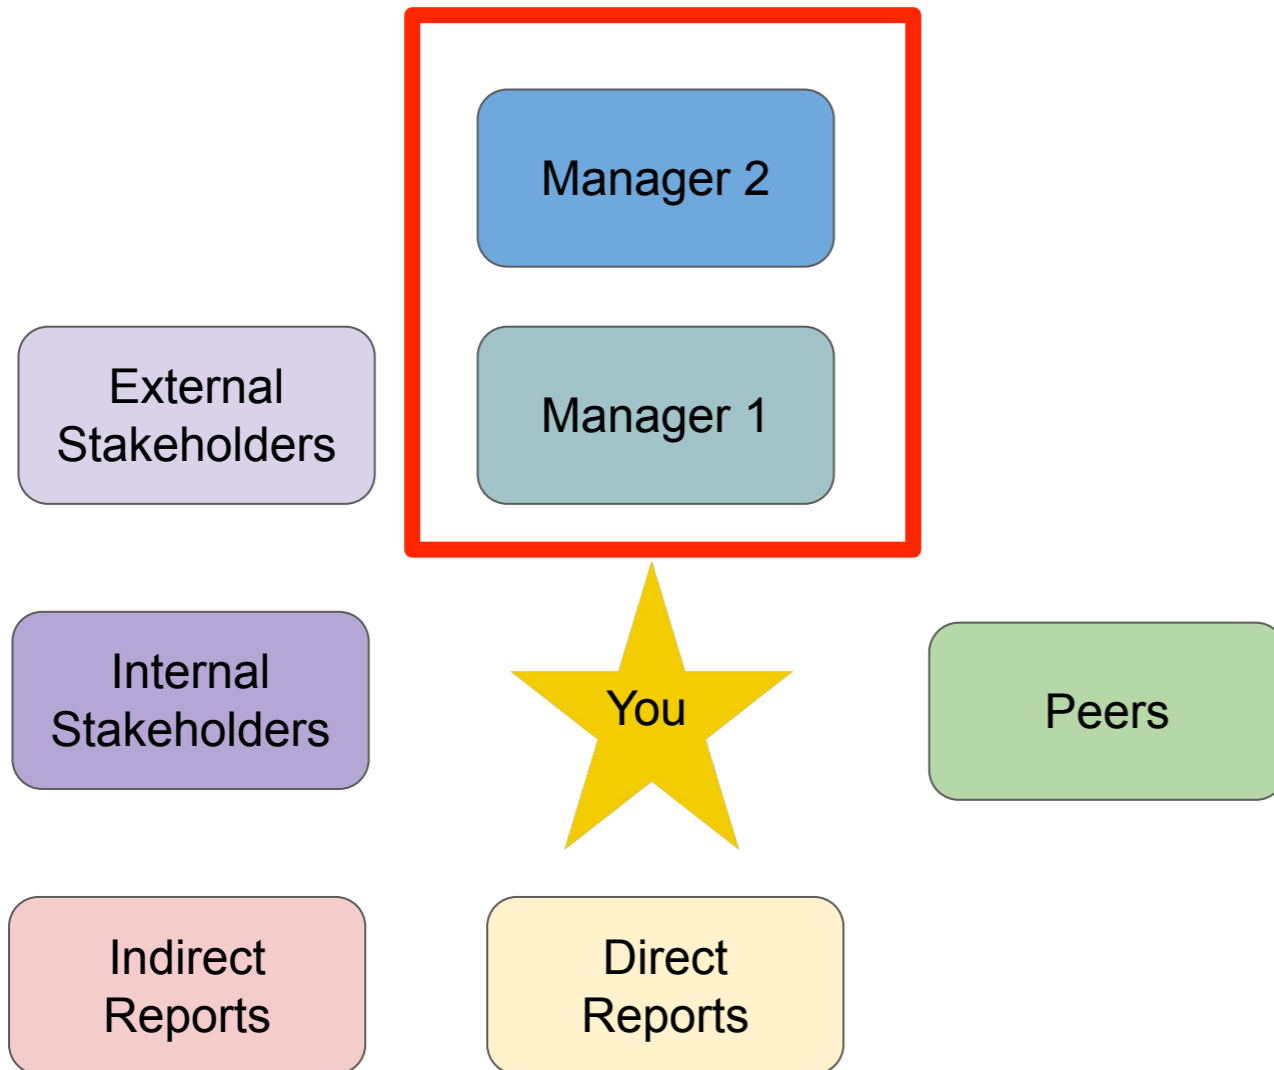 Manager 2
External
Stakeholders
Manager 1
Internal
Stakeholders
You
Peers
Indirect
Reports
Direct
Reports